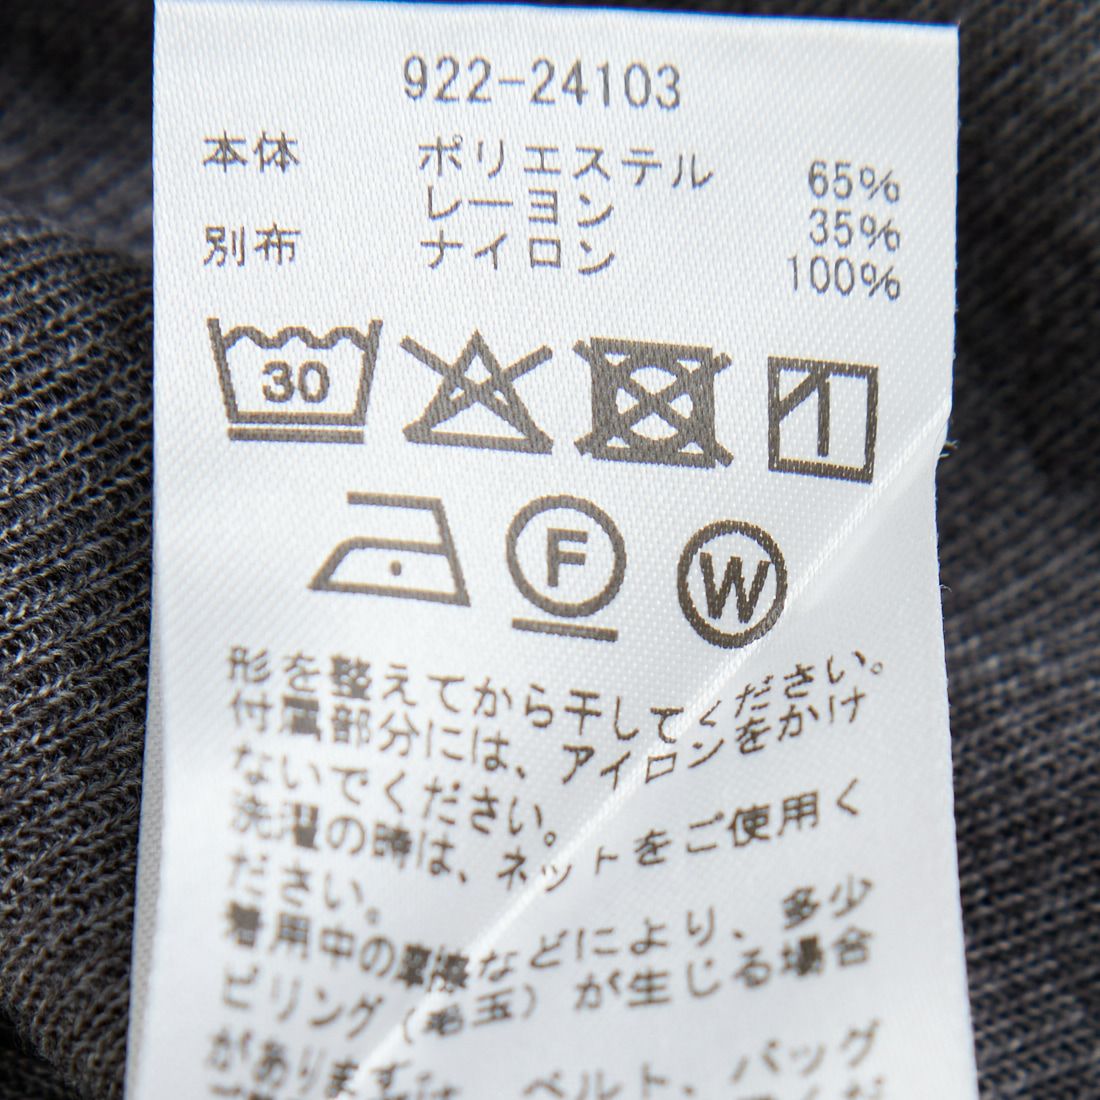 922-24103
本体 ポリエステル 65%
レーヨン 35%
別布 ナイロン 100%
30
F
W
形を整えてから干してください。
付属部分には、アイロンをかけ
ないでください。
洗濯の時は、ネットをご使用く
ださい。
着用中の摩擦などにより、多少
ピリング(毛玉)が生じる場合
があります。ベルト、バッグ